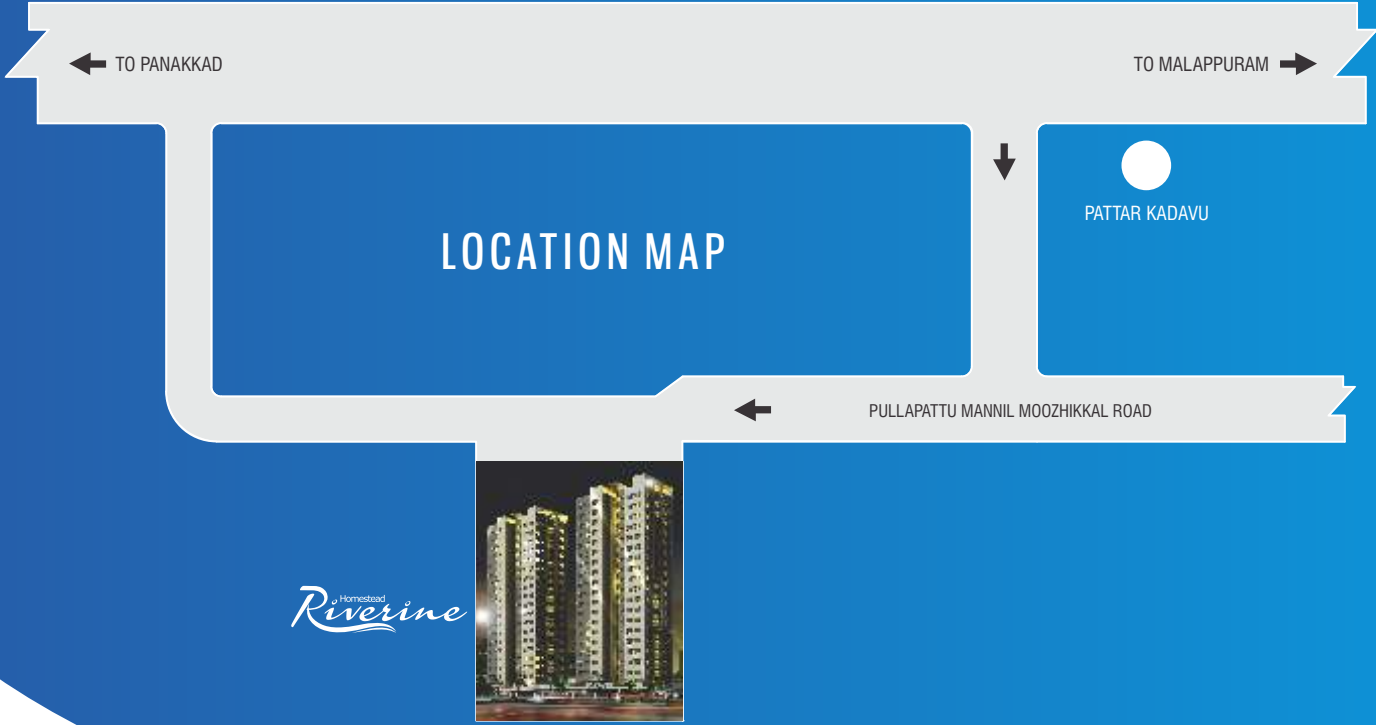 TO PANAKKAD
TO MALAPPURAM
PATTAR KADAVU
LOCATION MAP
PULLAPATTU MANNIL MOOZHIKKAL ROAD
Homestead
Riverine